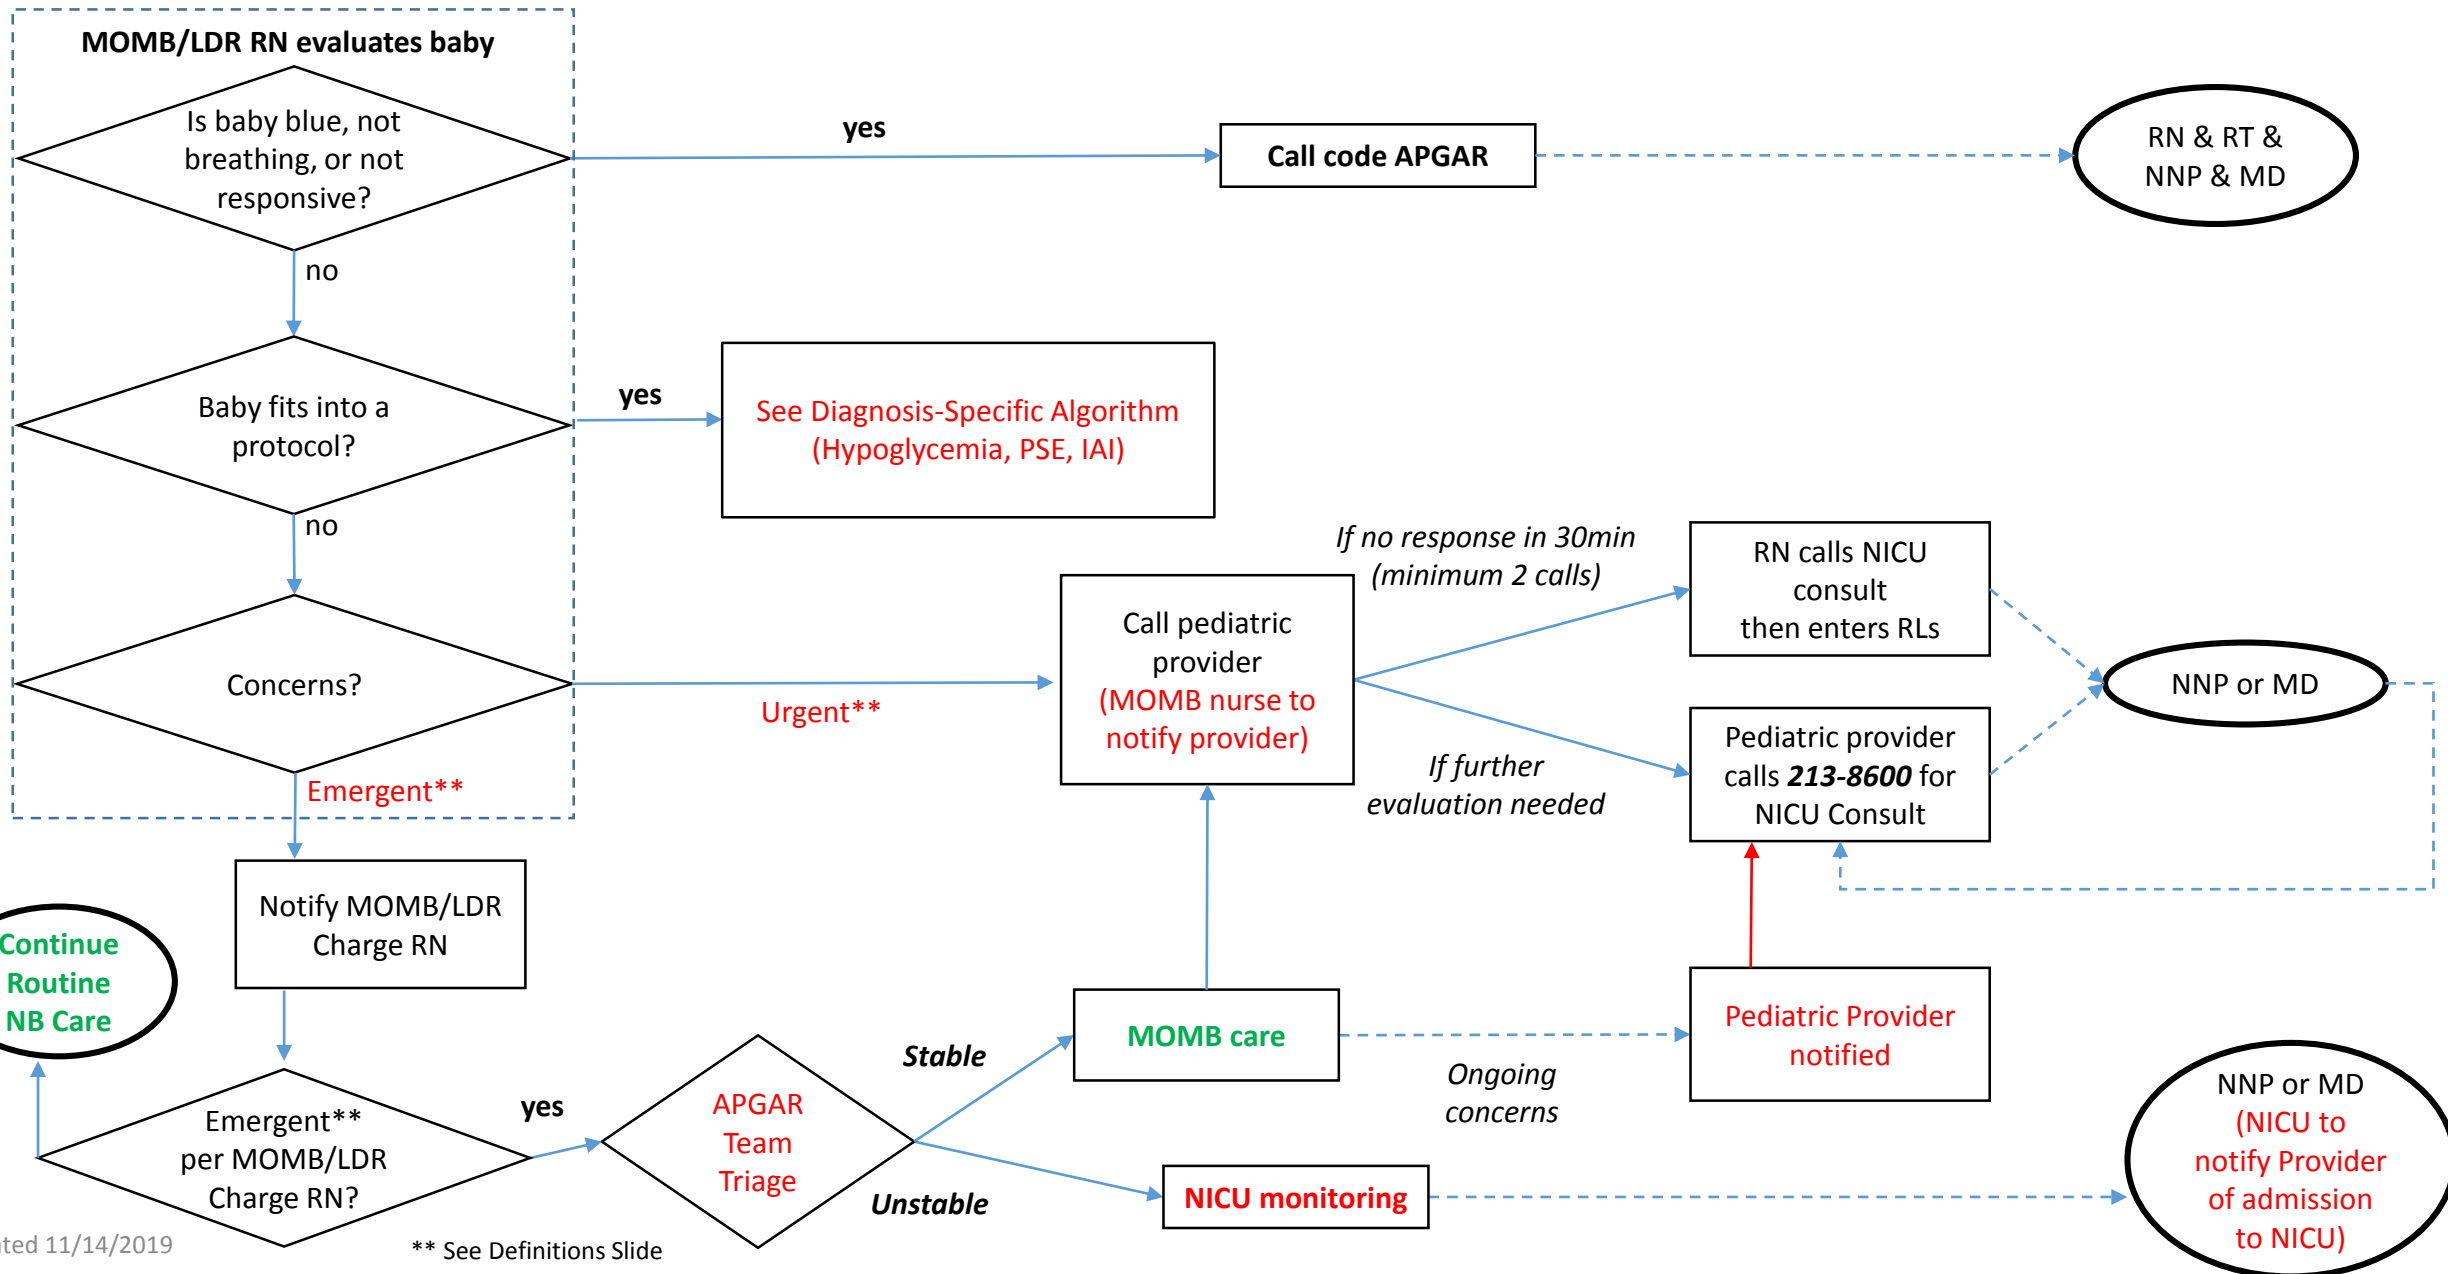 MOMB/LDR RN evaluates baby
Is baby blue, not
breathing, or not
responsive?
yes
Call code APGAR
RN & RT &
NNP & MD
no
Baby fits into a
protocol?
yes
See Diagnosis-Specific Algorithm
(Hypoglycemia, PSE, IAI)
no
Concerns?
Urgent**
Call pediatric
provider
(MOMB nurse to
notify provider)
If no response in 30min
(minimum 2 calls)
RN calls NICU
consult
then enters RLs
If further
evaluation needed
Pediatric provider
calls 213-8600 for
NICU Consult
NNP or MD
Emergent**
Notify MOMB/LDR
Charge RN
Continue
Routine
NB Care
Emergent**
per MOMB/LDR
Charge RN?
yes
APGAR
Team
Triage
Stable
MOMB care
Ongoing
concerns
Pediatric Provider
notified
Unstable
NICU monitoring
NNP or MD
(NICU to
notify Provider
of admission
to NICU)
11/14/2019
** See Definitions Slide